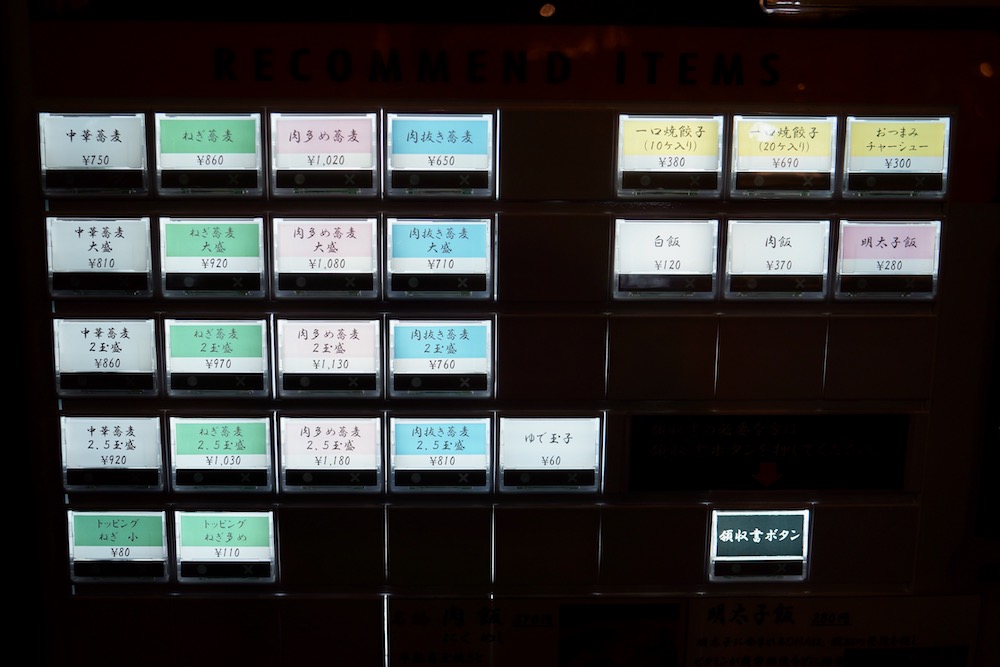 RECOMMEND ITEMS
中華蕎麦
¥750
ねぎ蕎麦
¥860
肉多め蕎麦
¥1,020
肉抜き蕎麦
¥650
一口焼餃子
(10ケ入り)
¥380
一口焼餃子
(20ケ入り)
¥690
おつまみ
チャーシュー
¥300
中華蕎麦
大盛
¥810
ねぎ蕎麦
大盛
¥920
肉多め蕎麦
大盛
¥1,080
肉抜き蕎麦
大盛
¥710
白飯
¥120
肉飯
¥370
明太子飯
¥280
中華蕎麦
2玉盛
¥860
ねぎ蕎麦
2玉盛
¥970
肉多め蕎麦
2玉盛
¥1,130
肉抜き蕎麦
2玉盛
¥760
中華蕎麦
2.5玉盛
¥920
ねぎ蕎麦
2.5玉盛
¥1,030
肉多め蕎麦
2.5玉盛
¥1,180
肉抜き蕎麦
2.5玉盛
¥810
ゆで玉子
¥60
トッピング
ねぎ 小
¥80
トッピング
ねぎ多め
¥110
領収書ボタン
肉飯
明太子飯